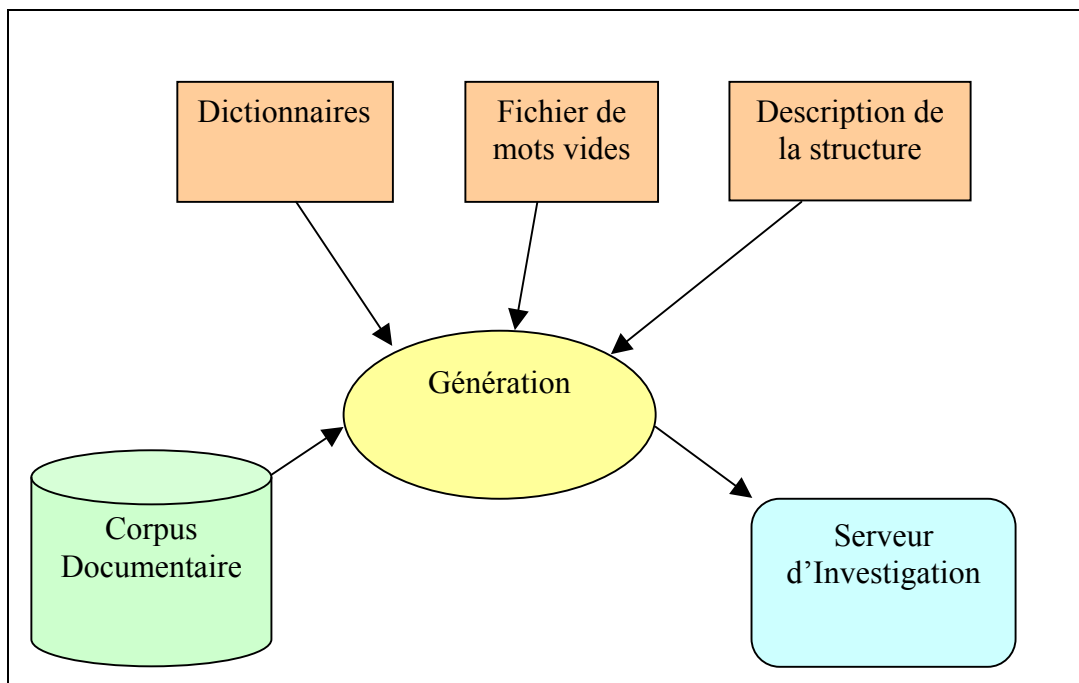 Dictionnaires
Fichier de
mots vides
Description de
la structure
Génération
Corpus
Documentaire
Serveur
d’Investigation